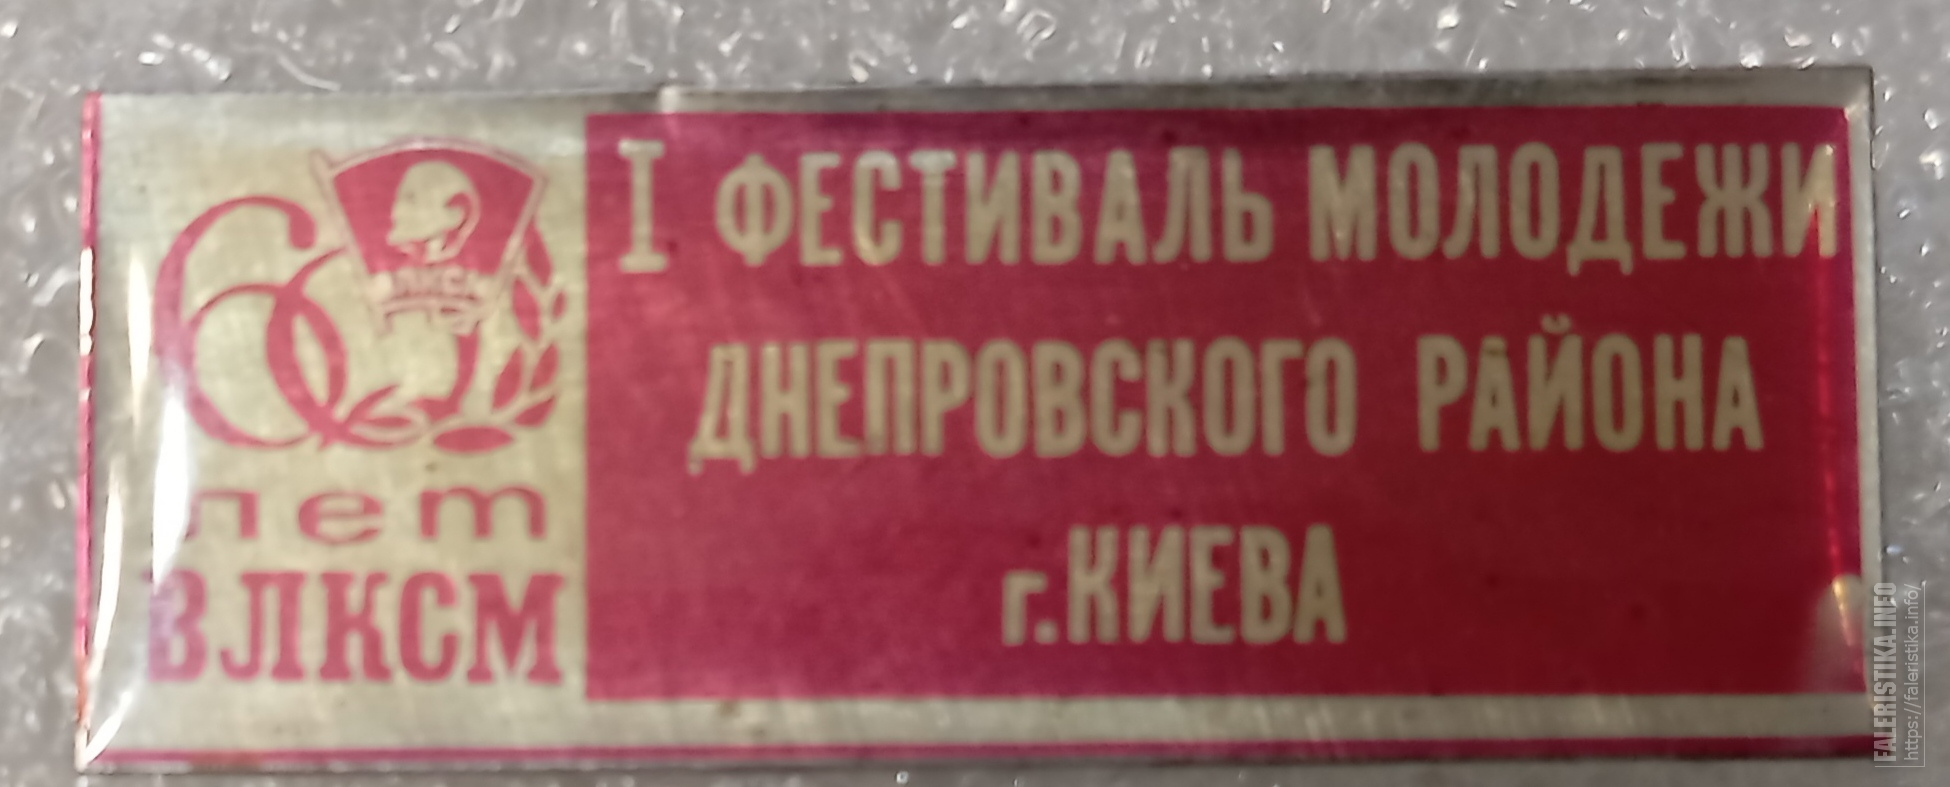 60
ВЛКСМ
лет
ВЛКСМ
I ФЕСТИВАЛЬ МОЛОДЕЖИ
ДНЕПРОВСКОГО РАЙОНА
г.КИЕВА
FALERISTIKA.INFO
https://faleristika.info/